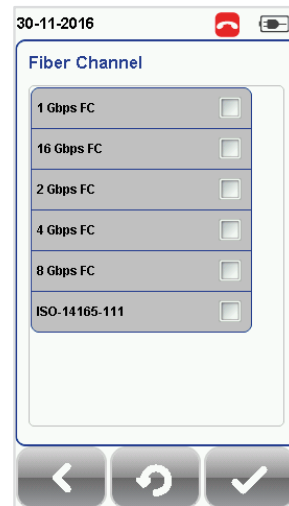 30-11-2016
Fiber Channel
1 Gbps FC
16 Gbps FC
2 Gbps FC
4 Gbps FC
8 Gbps FC
ISO-14165-111